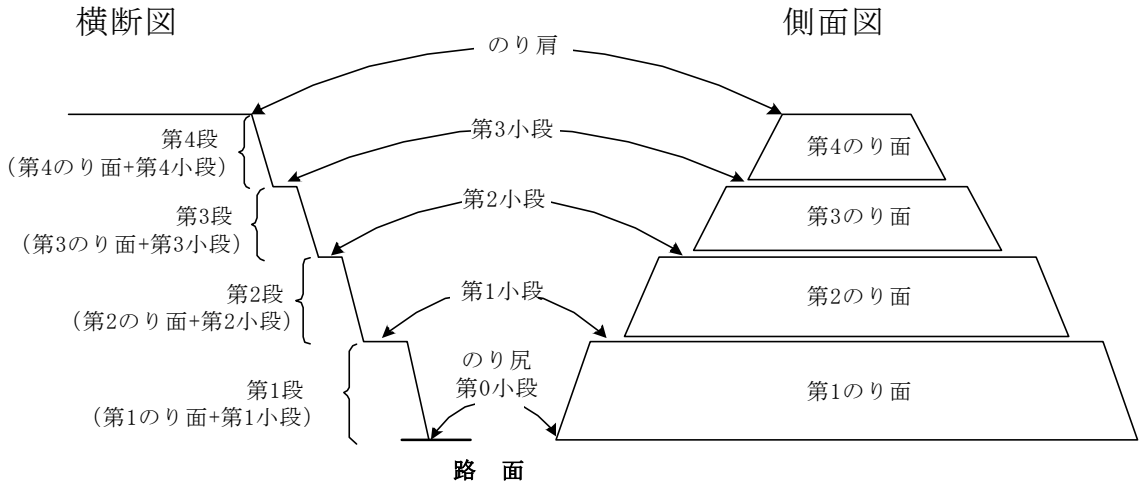 横断図
側面図
のり肩
第4段
(第4のり面+第4小段)
第3小段
第4のり面
第3段
(第3のり面+第3小段)
第2小段
第3のり面
第2段
(第2のり面+第2小段)
第1小段
第2のり面
第1段
(第1のり面+第1小段)
のり尻
第0小段
第1のり面
路 面